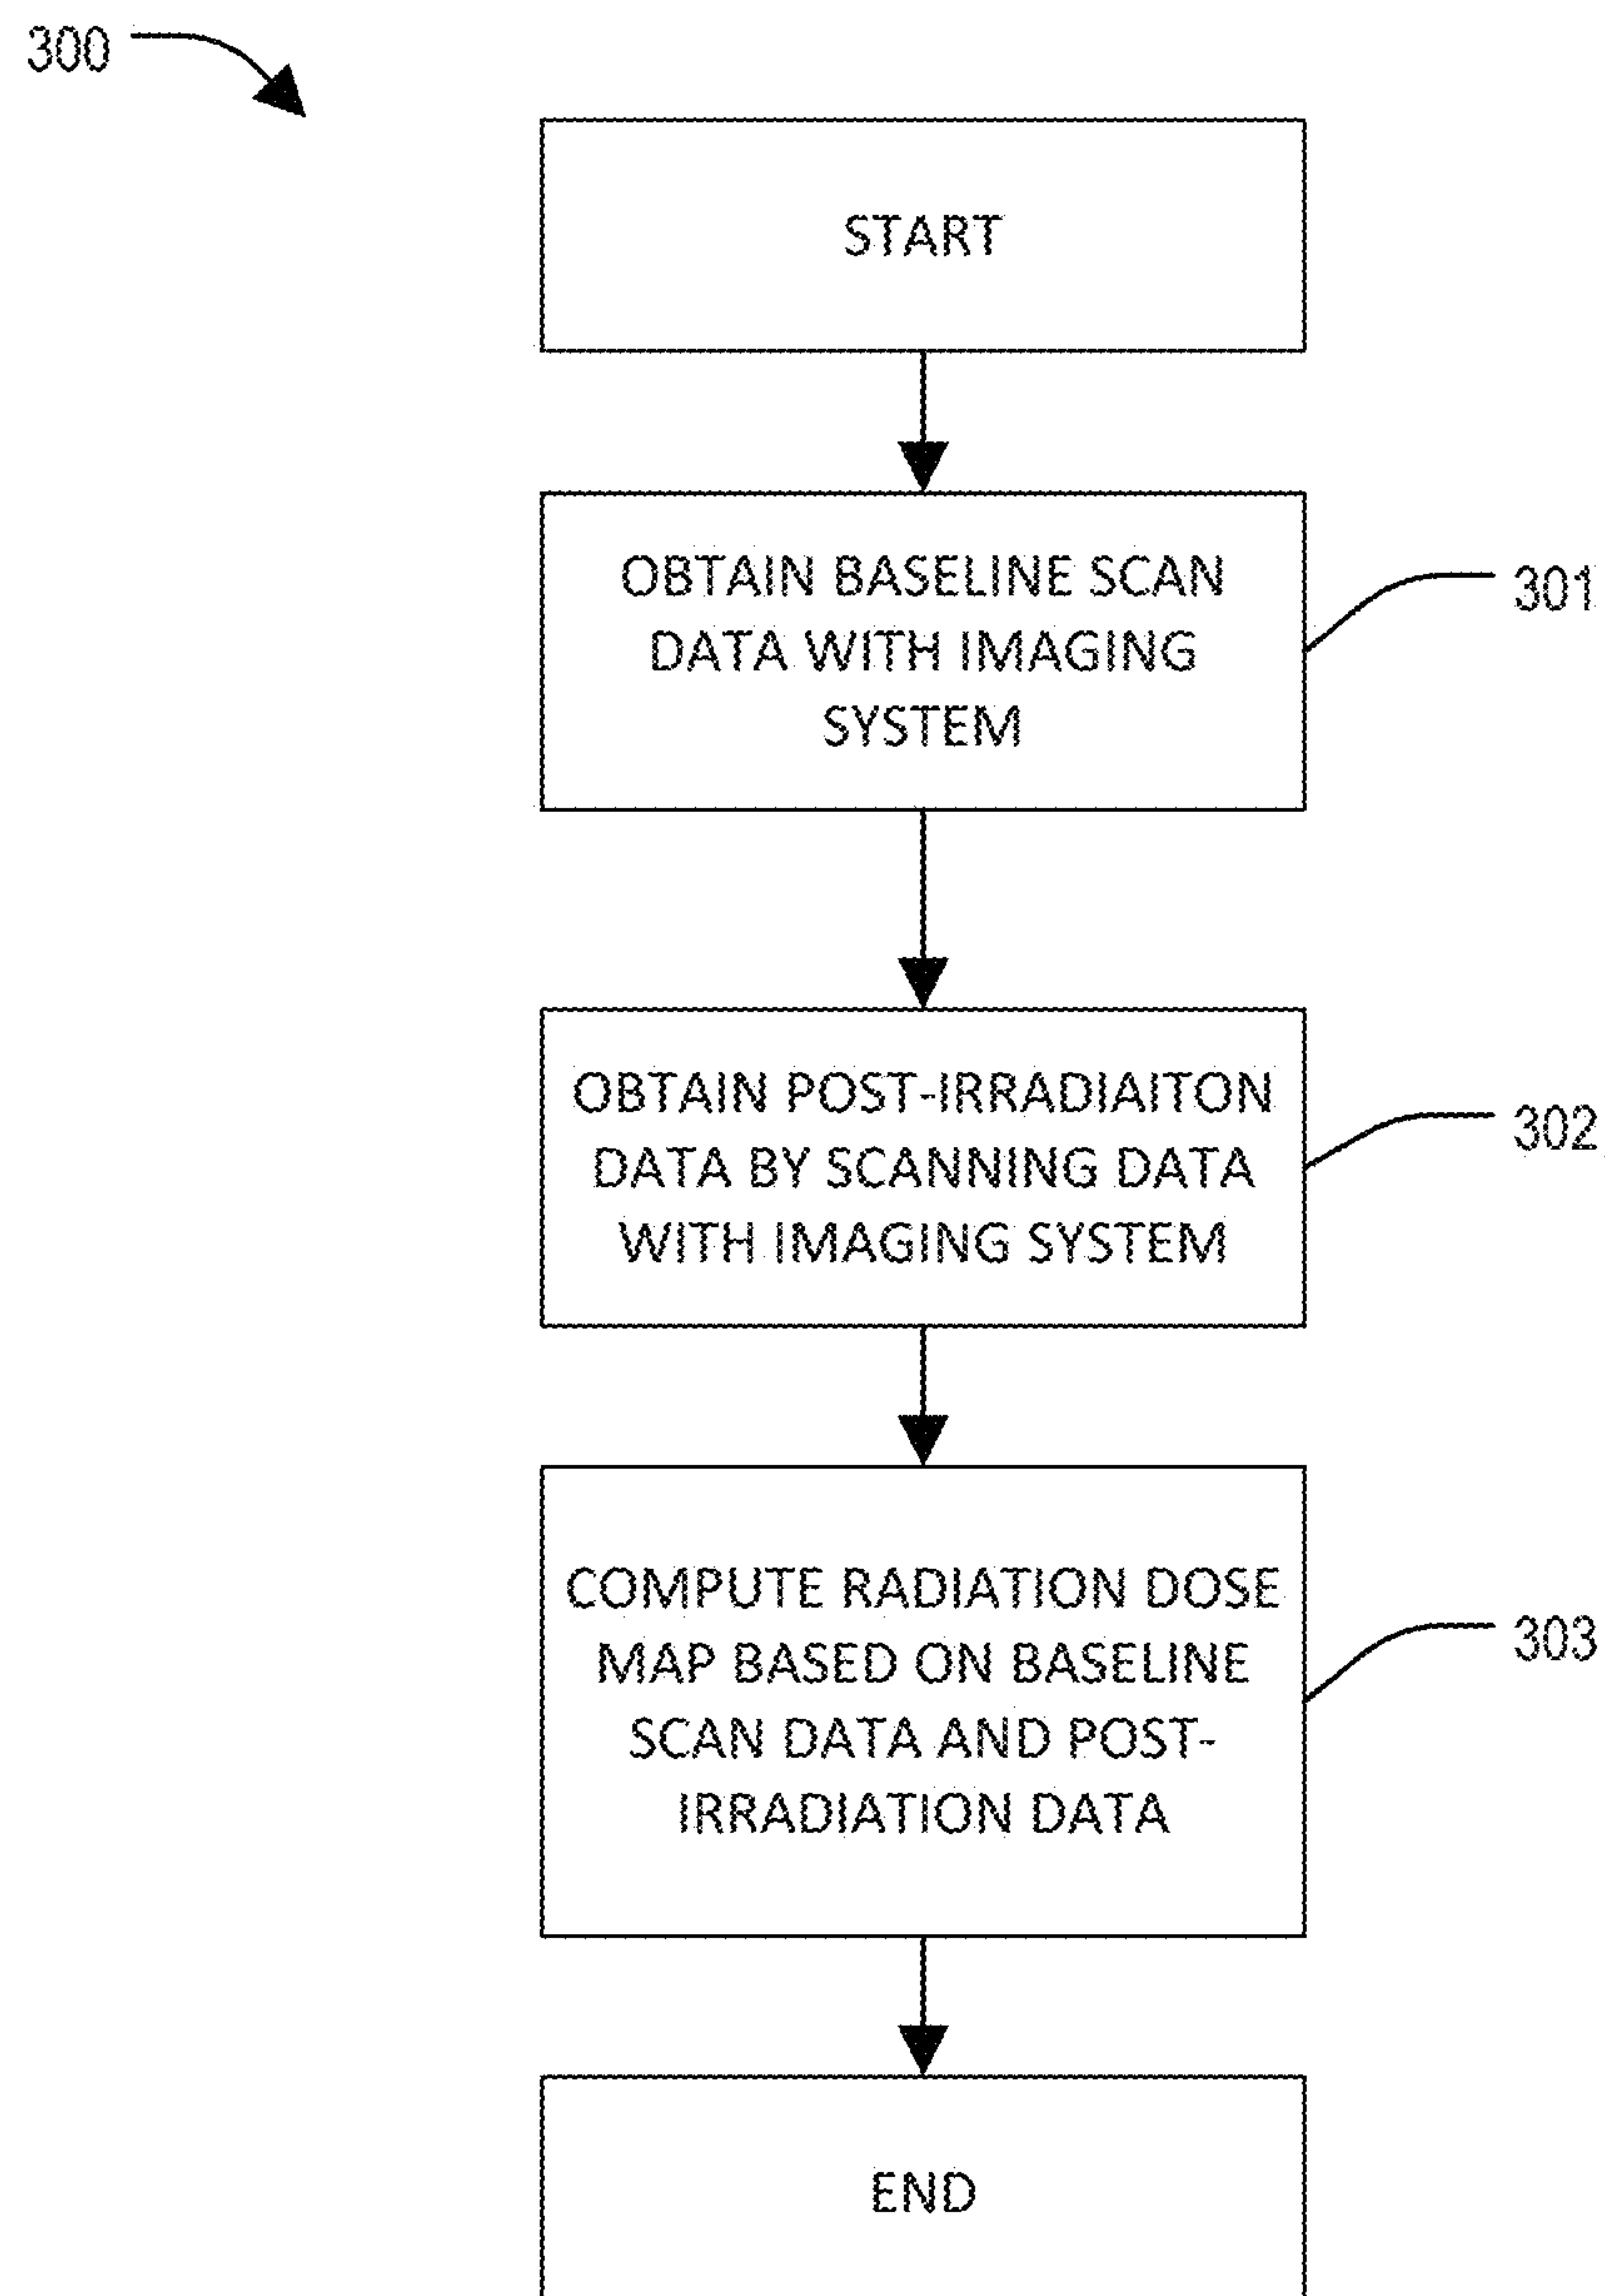 300
START
OBTAIN BASELINE SCAN
DATA WITH IMAGING
SYSTEM
301
OBTAIN POST-IRRADIAITON
DATA BY SCANNING DATA
WITH IMAGING SYSTEM
302
COMPUTE RADIATION DOSE
MAP BASED ON BASELINE
SCAN DATA AND POST-
IRRADIATION DATA
303
END